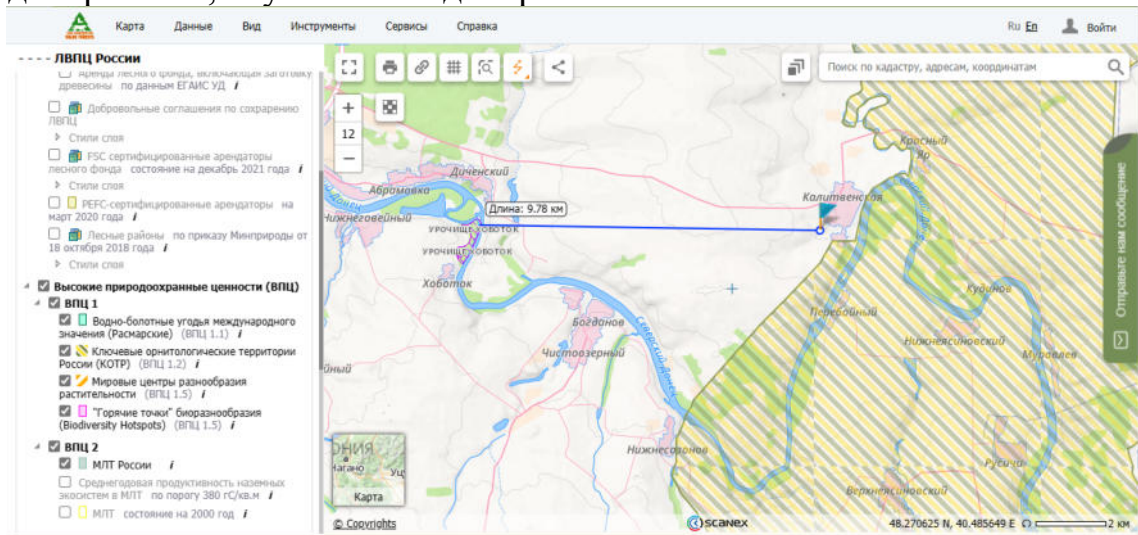 Карта Данные Вид Инструменты Сервисы Справка Ru En Войти
ЛВПЦ России
Аренда лесного фонда, включающая заготовку
древесины по данным ЕГАИС УД i
Добровольные соглашения по сохрарению
ЛВПЦ
Стили слоя
FSC сертифицированные арендаторы
лесного фонда состояние на декабрь 2021 года i
Стили слоя
PEFC-сертифицированные арендаторы на
март 2020 года i
Лесные районы по приказу Минприроды от
18 октября 2018 года i
Стили слоя
Высокие природоохранные ценности (ВПЦ)
ВПЦ 1
Водно-болотные угодья международного
значения (Расмарские) (ВПЦ 1.1) i
Ключевые орнитологические территории
России (КОТР) (ВПЦ 1.2) i
Мировые центры разнообразия
растительности (ВПЦ 1.5) i
"Горячие точки" биоразнообразия
(Biodiversity Hotspots) (ВПЦ 1.5) i
ВПЦ 2
МЛТ России i
Среднегодовая продуктивность наземных
экосистем в МЛТ по порогу 380 гС/кв.м i
МЛТ состояние на 2000 год i
Поиск по кадастру, адресам, координатам
+
12
−
Красный
Яр
Диченский
Абрамовка
Калитвенская
Длина: 9.78 км
Нижнеговейный
УРОЧИЩЕ ХОБОТОК
УРОЧИЩЕ ХОБОТОК
Хоботок
Богданов
Северский Донец
Чистоозерный
Перебойный
Кудинов
Нижнеясиновский
Муравлев
Отправьте нам сообщение
Нижнесазонов
Русичи
Верхнеясиновский
Карта
© Copyrights
scanex
48.270625 N, 40.485649 E
2 км